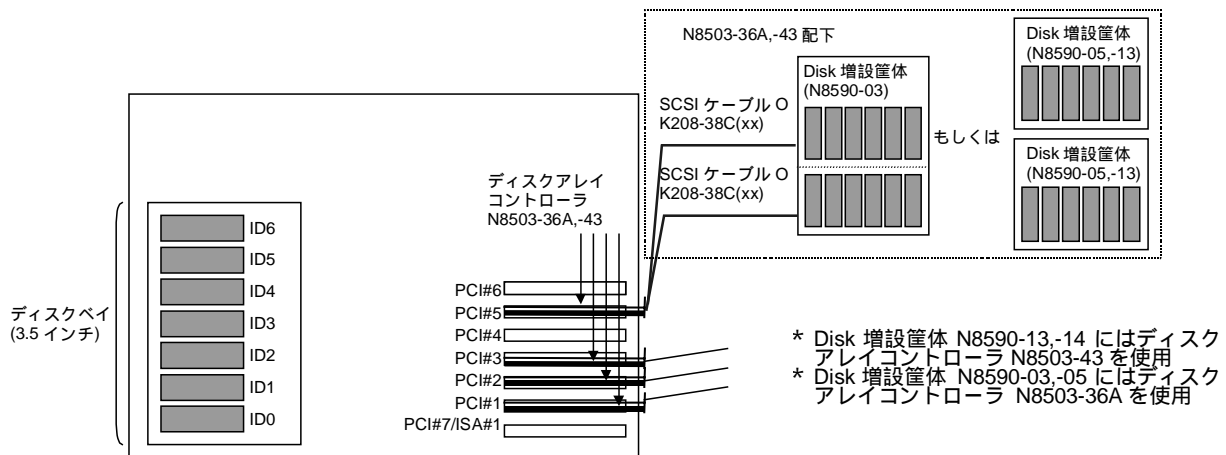 N8503-36A,-43 配下
Disk 増設筐体
(N8590-03)
Disk 増設筐体
(N8590-05,-13)
SCSI ケーブル O
K208-38C(xx)
もしくは
SCSI ケーブル O
K208-38C(xx)
Disk 増設筐体
(N8590-05,-13)
ディスクアレイ
コントローラ
N8503-36A,-43
ディスクベイ
(3.5 インチ)
ID6
ID5
ID4
ID3
ID2
ID1
ID0
PCI#6
PCI#5
PCI#4
PCI#3
PCI#2
PCI#1
PCI#7/ISA#1
* Disk 増設筐体 N8590-13,-14 にはディスク
アレイコントローラ N8503-43 を使用
* Disk 増設筐体 N8590-03,-05 にはディスク
アレイコントローラ N8503-36A を使用